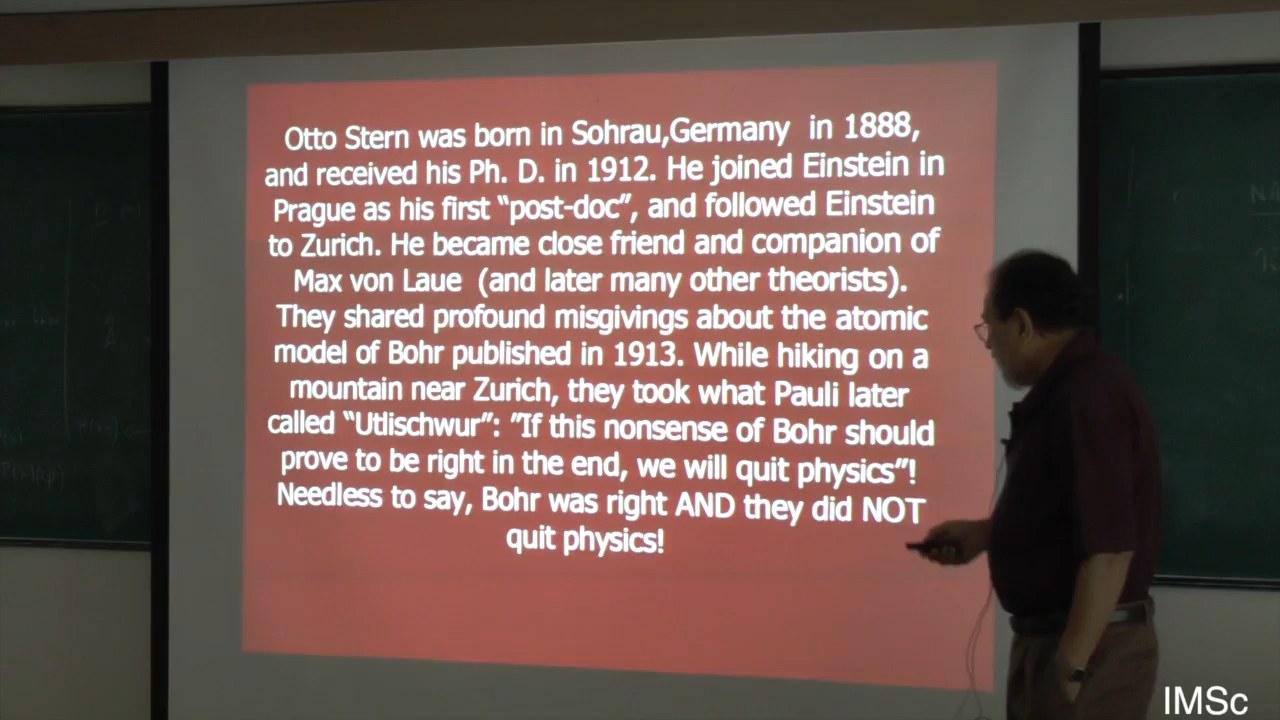 Otto Stern was born in Sohrau,Germany in 1888,
and received his Ph. D. in 1912. He joined Einstein in
Prague as his first “post-doc”, and followed Einstein
to Zurich. He became close friend and companion of
Max von Laue (and later many other theorists).
They shared profound misgivings about the atomic
model of Bohr published in 1913. While hiking on a
mountain near Zurich, they took what Pauli later
called “Utlischwur”: ”If this nonsense of Bohr should
prove to be right in the end, we will quit physics”!
Needless to say, Bohr was right AND they did NOT
quit physics!
IMSc